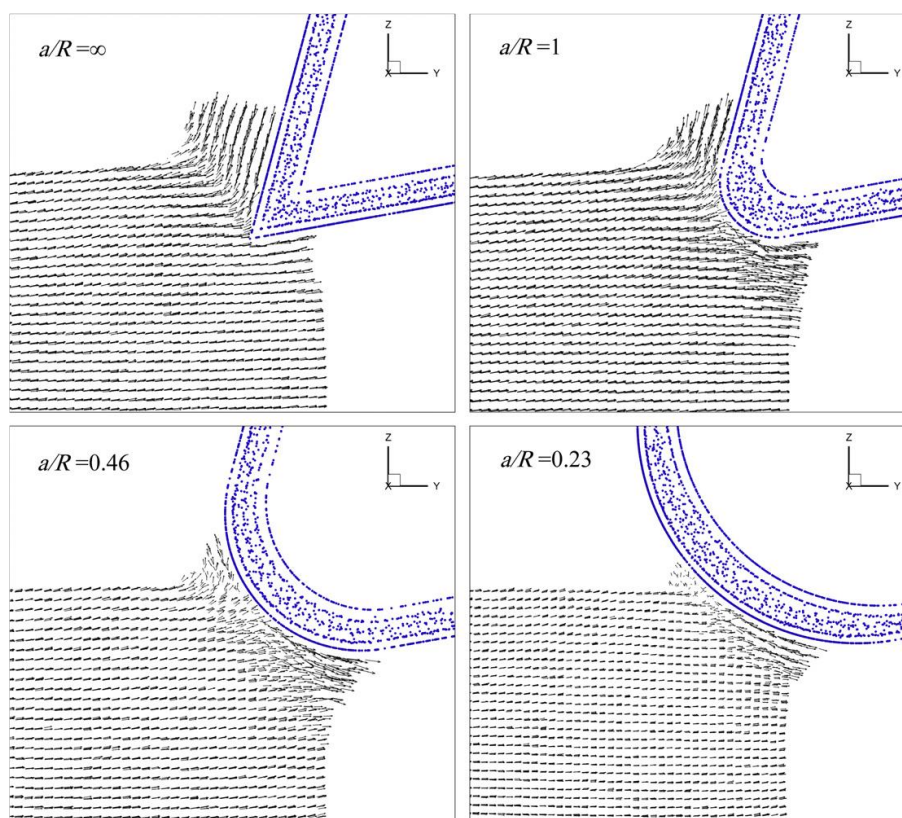 a/R=∞
Z
X Y
a/R=1
Z
X Y
a/R=0.46
Z
X Y
a/R=0.23
Z
X Y